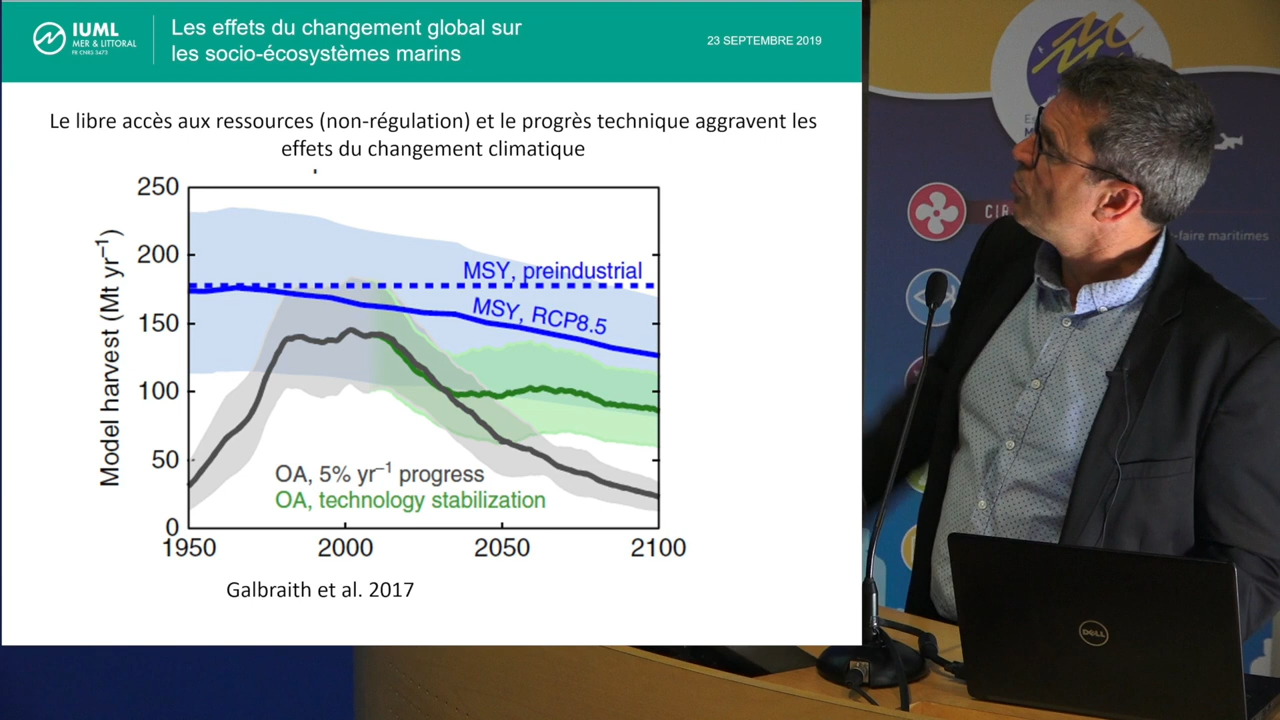 IUML
MER & LITTORAL
FR CNRS 3473
Les effets du changement global sur
les socio-écosystèmes marins
23 SEPTEMBRE 2019
Le libre accès aux ressources (non-régulation) et le progrès technique aggravent les
effets du changement climatique
Model harvest (Mt yr⁻¹)
250
200
150
100
50
0
1950
2000
2050
2100
MSY, preindustrial
MSY, RCP8.5
OA, 5% yr⁻¹ progress
OA, technology stabilization
Galbraith et al. 2017
-faire maritimes
DELL